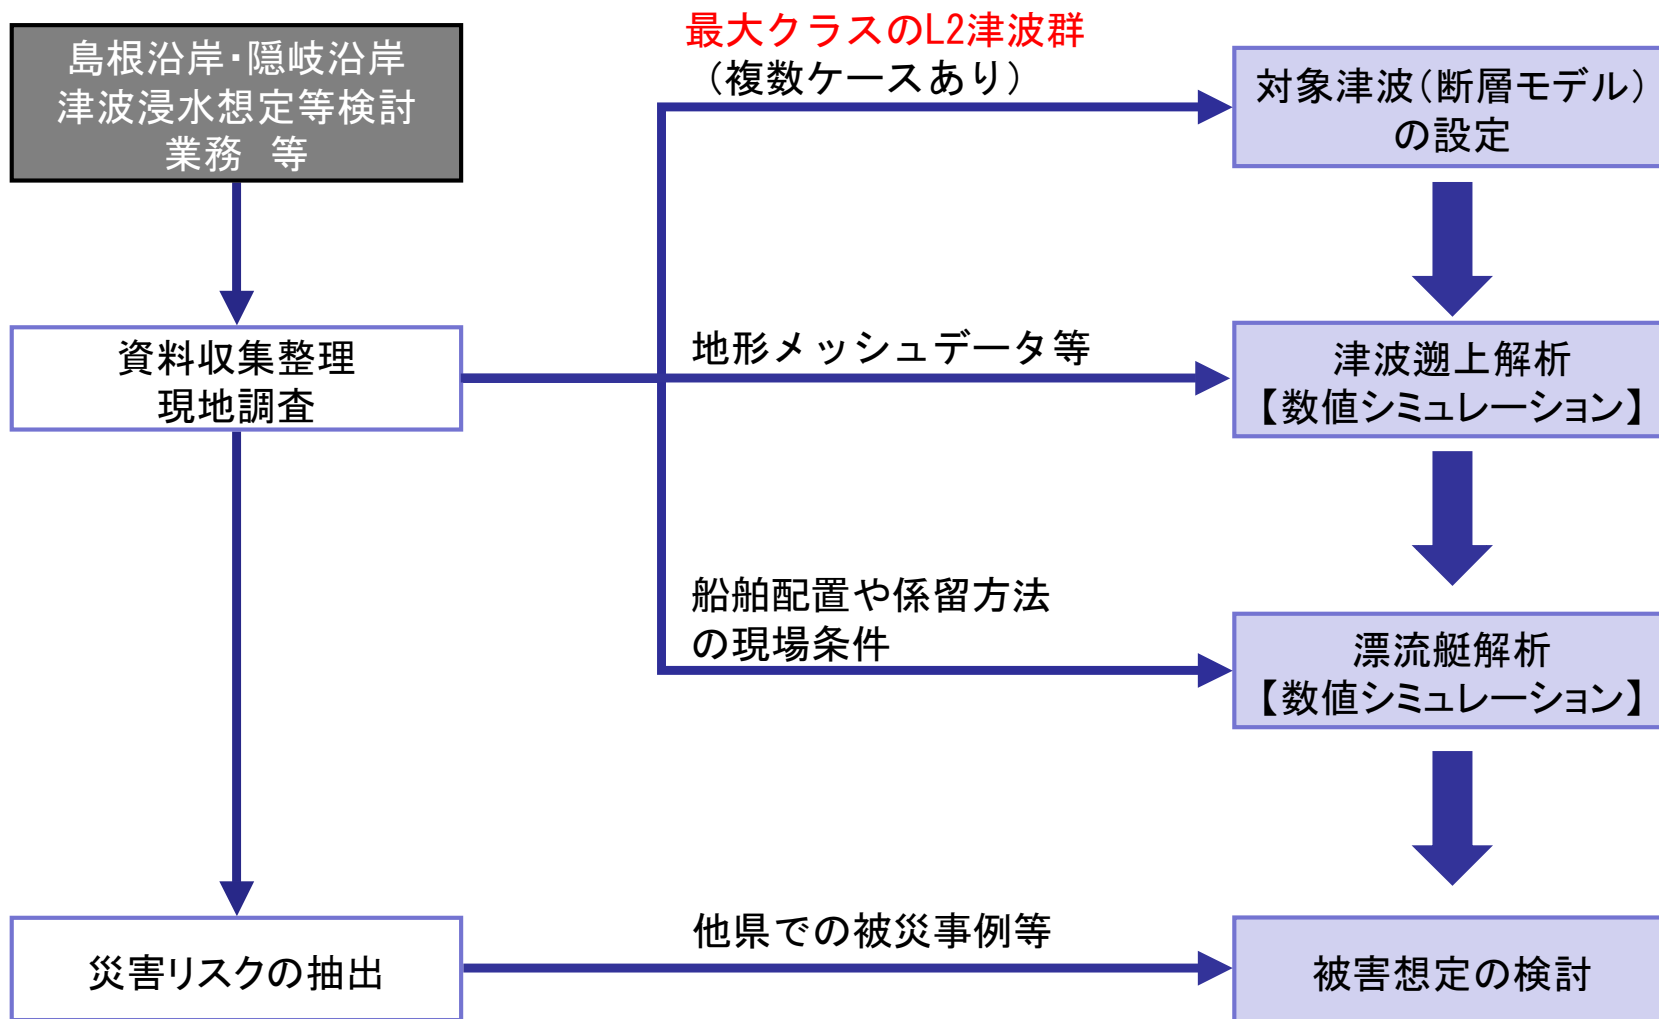 島根沿岸・隠岐沿岸
津波浸水想定等検討
業務　等
最大クラスのL2津波群
（複数ケースあり）
対象津波（断層モデル）
の設定
資料収集整理
現地調査
地形メッシュデータ等
津波遡上解析
【数値シミュレーション】
船舶配置や係留方法
の現場条件
漂流艇解析
【数値シミュレーション】
災害リスクの抽出
他県での被災事例等
被害想定の検討